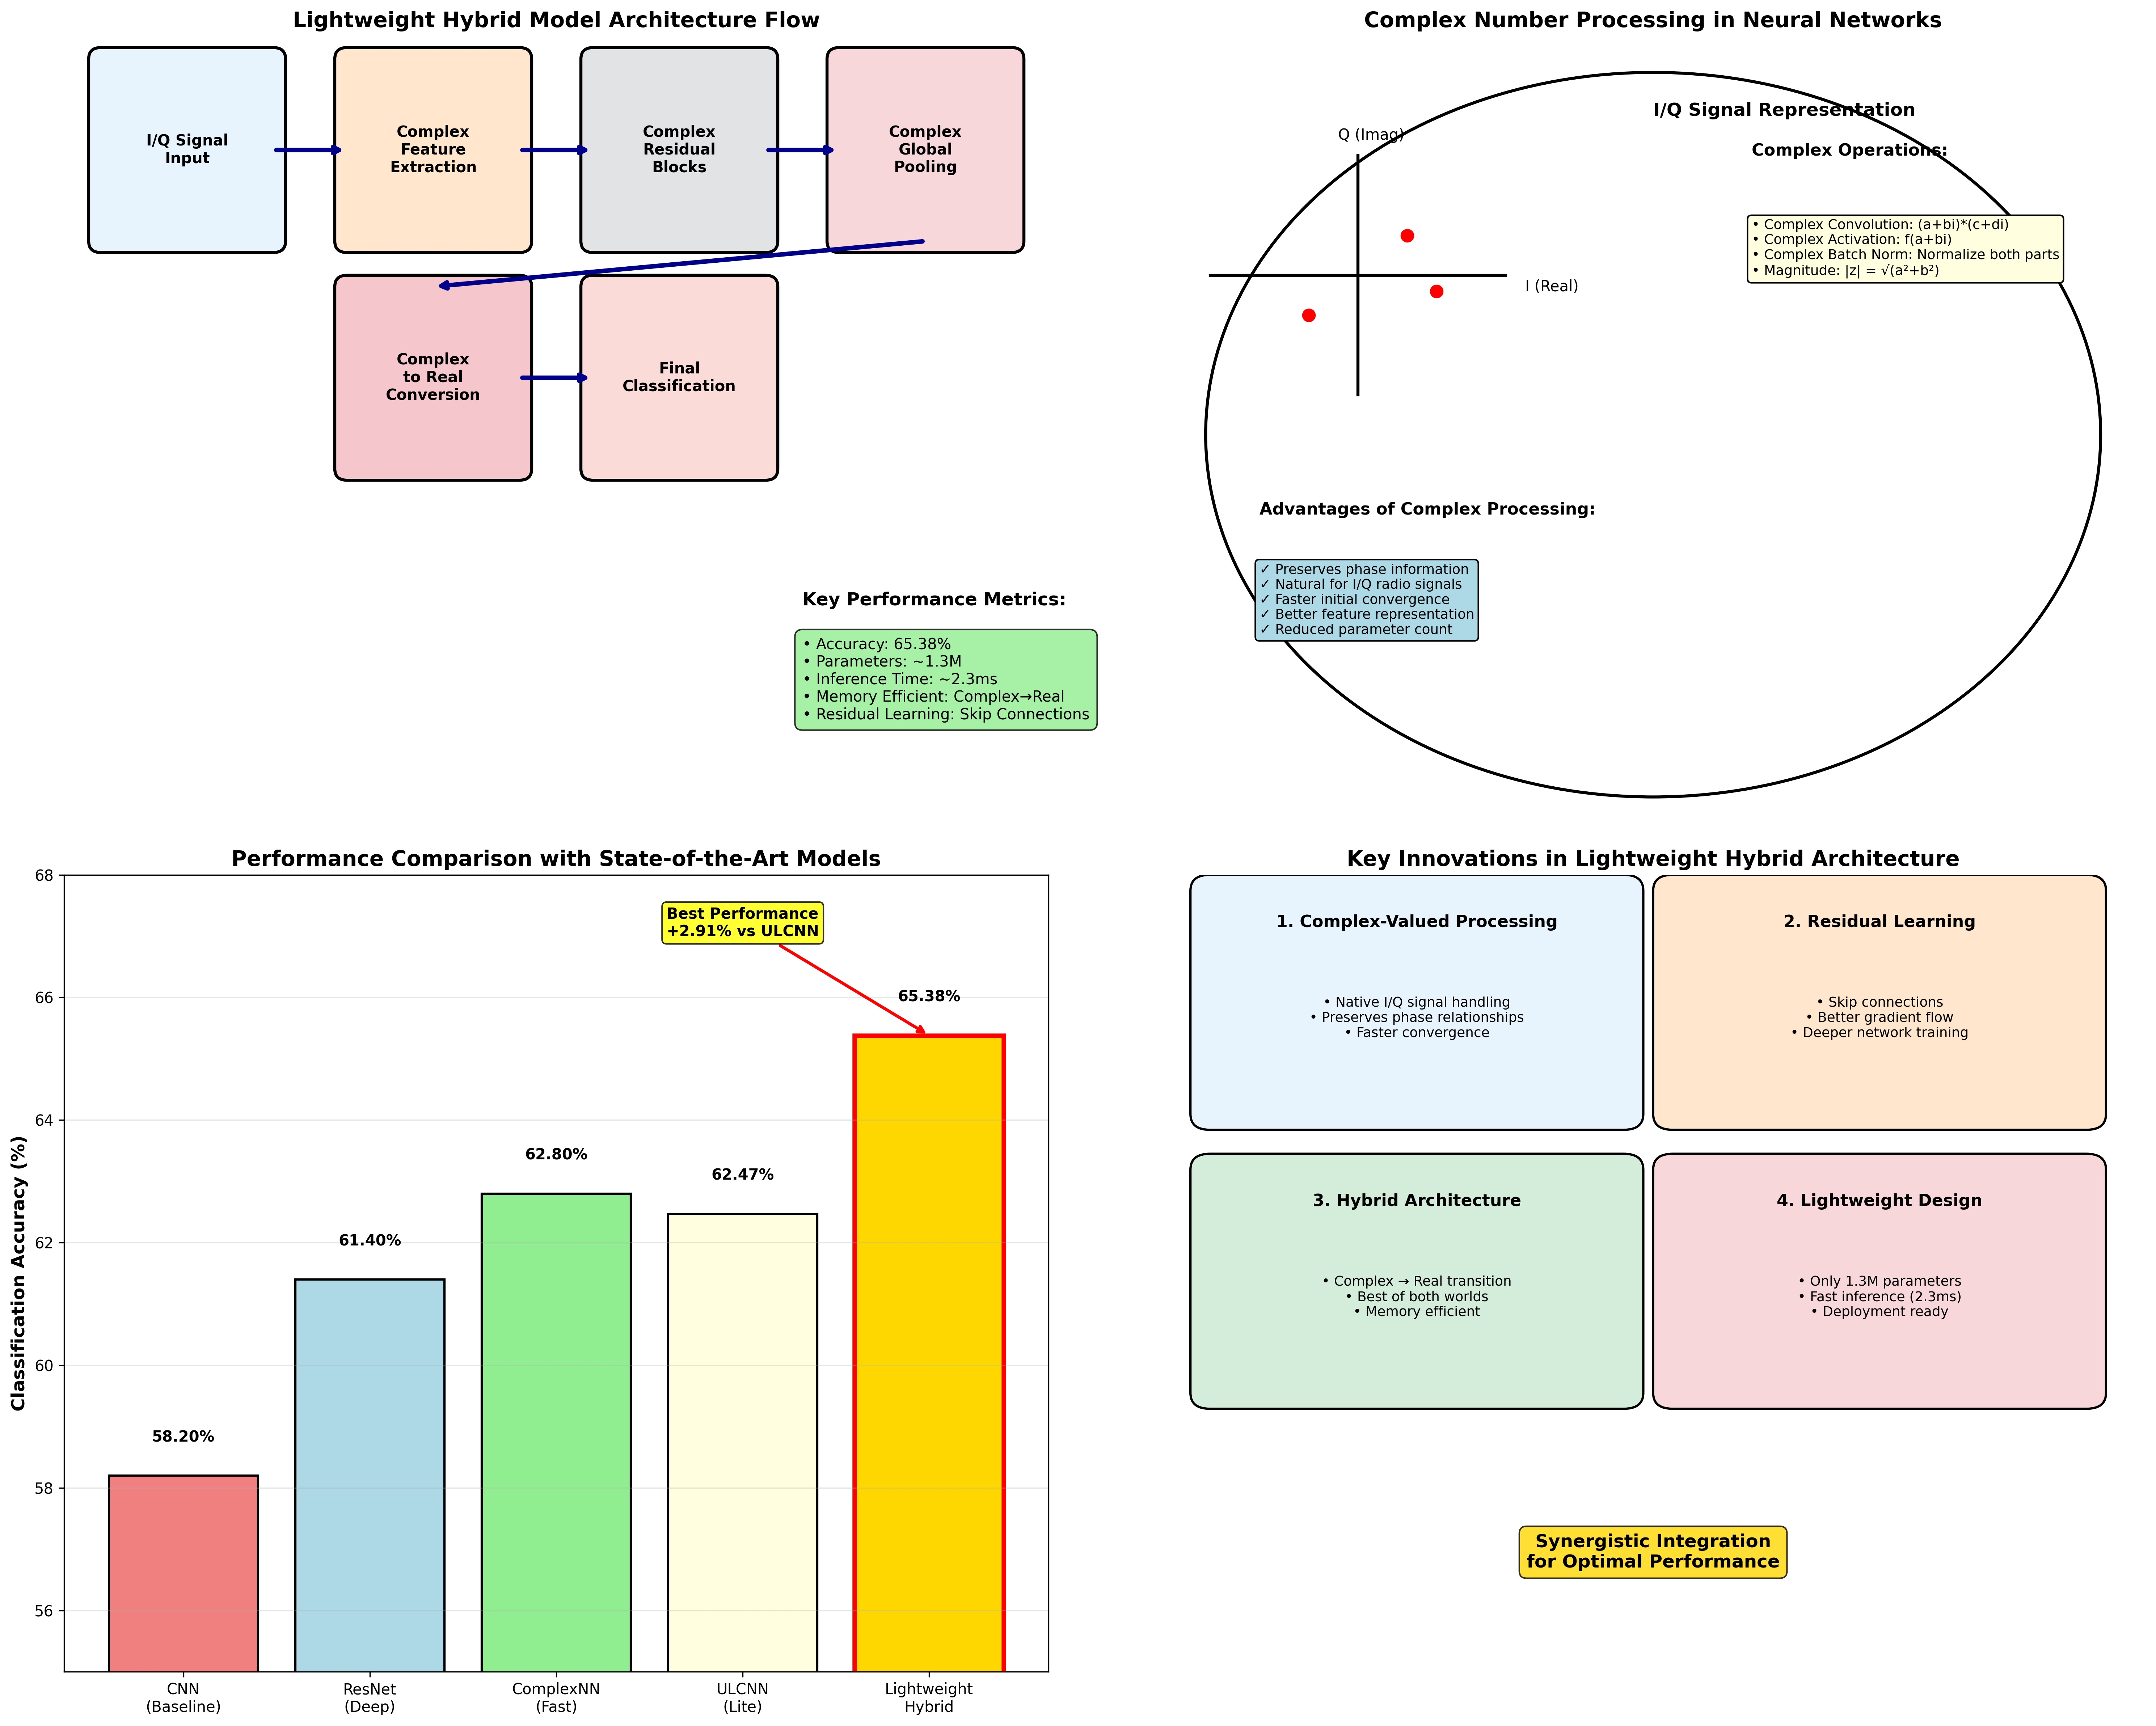 Lightweight Hybrid Model Architecture Flow
I/Q Signal
Input
Complex
Feature
Extraction
Complex
Residual
Blocks
Complex
Global
Pooling
Complex
to Real
Conversion
Final
Classification
Key Performance Metrics:
• Accuracy: 65.38%
• Parameters: ~1.3M
• Inference Time: ~2.3ms
• Memory Efficient: Complex→Real
• Residual Learning: Skip Connections
Complex Number Processing in Neural Networks
I/Q Signal Representation
Q (Imag)
I (Real)
Complex Operations:
• Complex Convolution: (a+bi)*(c+di)
• Complex Activation: f(a+bi)
• Complex Batch Norm: Normalize both parts
• Magnitude: |z| = √(a²+b²)
Advantages of Complex Processing:
✓ Preserves phase information
✓ Natural for I/Q radio signals
✓ Faster initial convergence
✓ Better feature representation
✓ Reduced parameter count
Performance Comparison with State-of-the-Art Models
Classification Accuracy (%)
68
66
64
62
60
58
56
Best Performance
+2.91% vs ULCNN
58.20%
61.40%
62.80%
62.47%
65.38%
CNN
(Baseline)
ResNet
(Deep)
ComplexNN
(Fast)
ULCNN
(Lite)
Lightweight
Hybrid
Key Innovations in Lightweight Hybrid Architecture
1. Complex-Valued Processing
• Native I/Q signal handling
• Preserves phase relationships
• Faster convergence
2. Residual Learning
• Skip connections
• Better gradient flow
• Deeper network training
3. Hybrid Architecture
• Complex → Real transition
• Best of both worlds
• Memory efficient
4. Lightweight Design
• Only 1.3M parameters
• Fast inference (2.3ms)
• Deployment ready
Synergistic Integration
for Optimal Performance